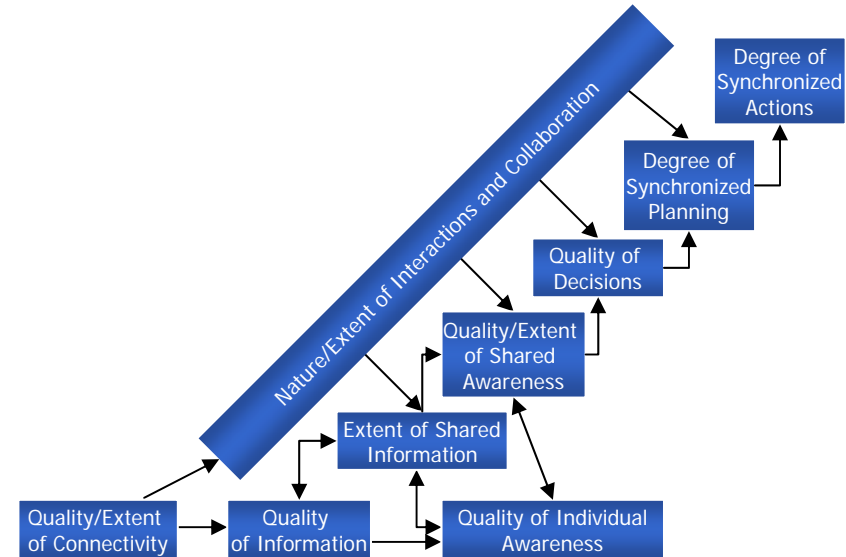 Degree of
Synchronized
Actions
Nature/Extent of Interactions and Collaboration
Degree of
Synchronized
Planning
Quality of
Decisions
Quality/Extent
of Shared
Awareness
Extent of Shared
Information
Quality/Extent
of Connectivity
Quality
of Information
Quality of Individual
Awareness